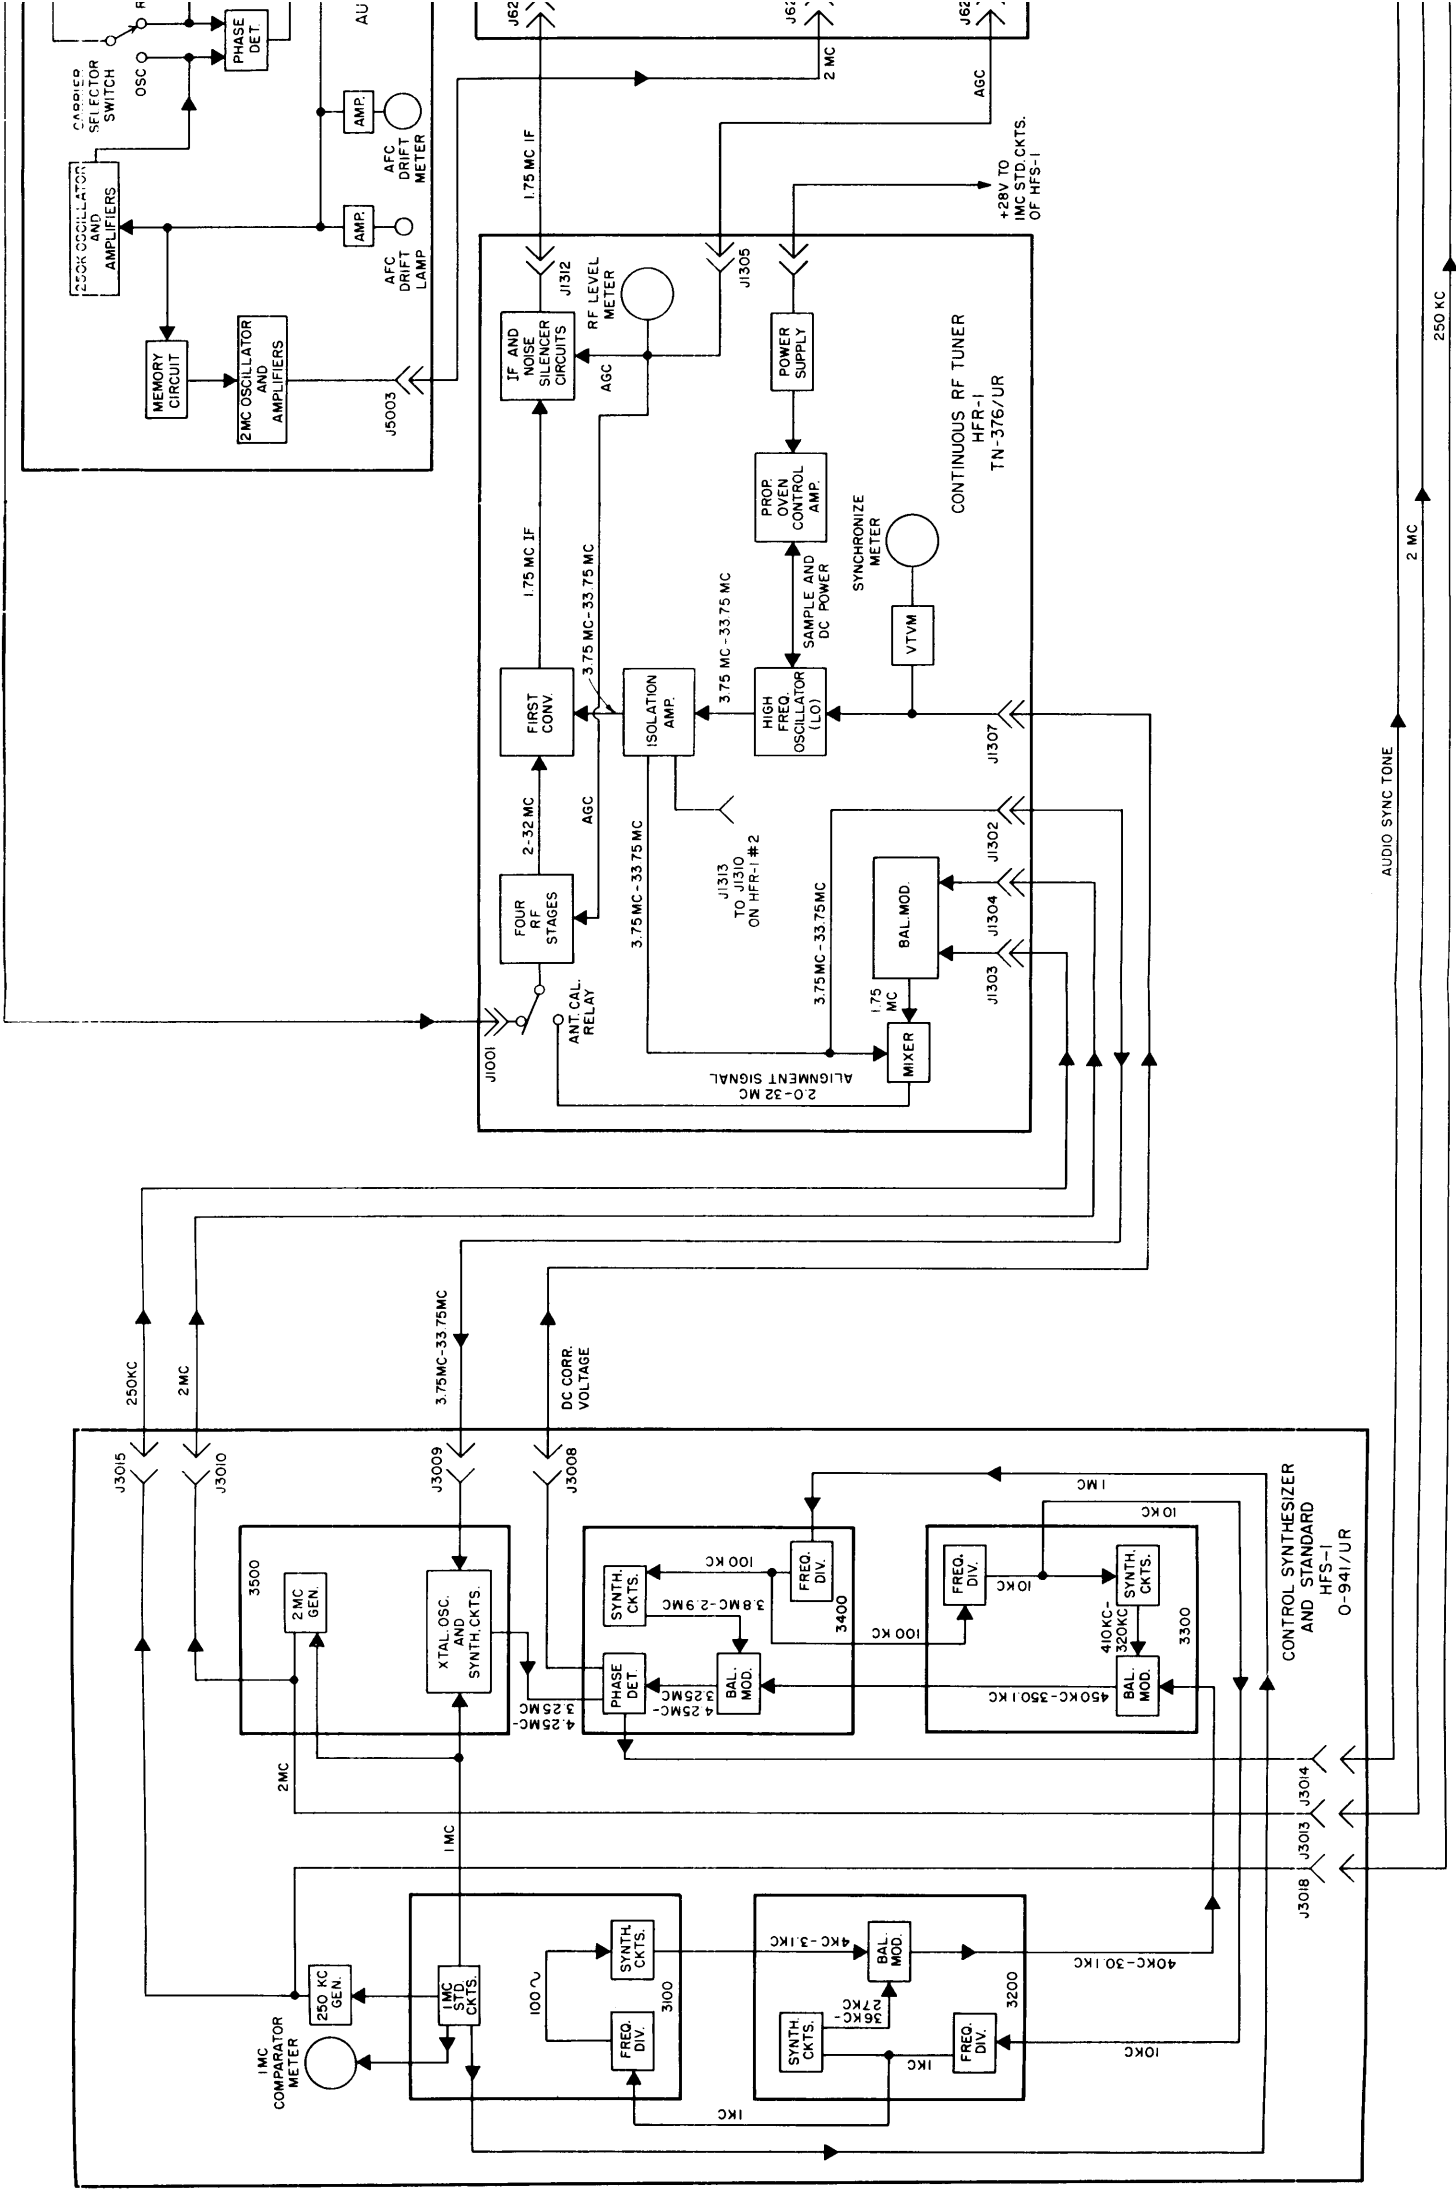 CARRIER
SELECTOR
SWITCH
R
OSC
PHASE
DET.
AU
250K OSCILLATOR
AND
AMPLIFIERS
AMP.
AFC
DRIFT
METER
AMP.
AFC
DRIFT
LAMP
MEMORY
CIRCUIT
2MC OSCILLATOR
AND
AMPLIFIERS
J5003
J62
J62
J62
1.75 MC IF
2 MC
AGC
+28V TO
1MC STD. CKTS.
OF HFS-1
J1312
J1305
IF AND
NOISE
SILENCER
CIRCUITS
RF LEVEL
METER
AGC
POWER
SUPPLY
PROP.
OVEN
CONTROL
AMP.
CONTINUOUS RF TUNER
HFR-1
TN-376/UR
1.75 MC IF
3.75 MC-33.75 MC
3.75 MC-33.75 MC
SAMPLE AND
DC POWER
SYNCHRONIZE
METER
VTVM
FIRST
CONV.
ISOLATION
AMP.
HIGH
FREQ.
OSCILLATOR
(LO)
J1307
2-32 MC
AGC
3.75 MC-33.75 MC
J1313
TO J1310
ON HFR-1 #2
FOUR
RF
STAGES
3.75 MC-33.75MC
BAL. MOD.
J1302
J1304
J1303
1.75
MC
MIXER
ANT. CAL.
RELAY
J1001
2.0-32 MC
ALIGNMENT SIGNAL
250 KC
2 MC
AUDIO SYNC TONE
250KC
2MC
3.75MC-33.75MC
DC CORR.
VOLTAGE
J3015
J3010
J3009
J3008
3500
2MC
GEN.
XTAL. OSC.
AND
SYNTH. CKTS.
4.25MC-
3.25MC
SYNTH.
CKTS.
100 KC
FREQ.
DIV.
3.8MC-2.9MC
3400
PHASE
DET.
4.25MC-
3.25MC
BAL.
MOD.
100 KC
1MC
FREQ.
DIV.
10KC
10KC
SYNTH.
CKTS.
410KC-
320KC
3300
BAL.
MOD.
450KC-350.1KC
CONTROL SYNTHESIZER
AND STANDARD
HFS-1
O-941/UR
2MC
1MC
J3014
J3013
J3018
250 KC
GEN.
1MC
STD.
CKTS.
1MC
COMPARATOR
METER
100~
SYNTH.
CKTS.
FREQ.
DIV.
3100
4KC-3.1KC
BAL.
MOD.
40KC-30.1KC
36KC-
27KC
SYNTH.
CKTS.
3200
FREQ.
DIV.
1KC
10KC
1KC